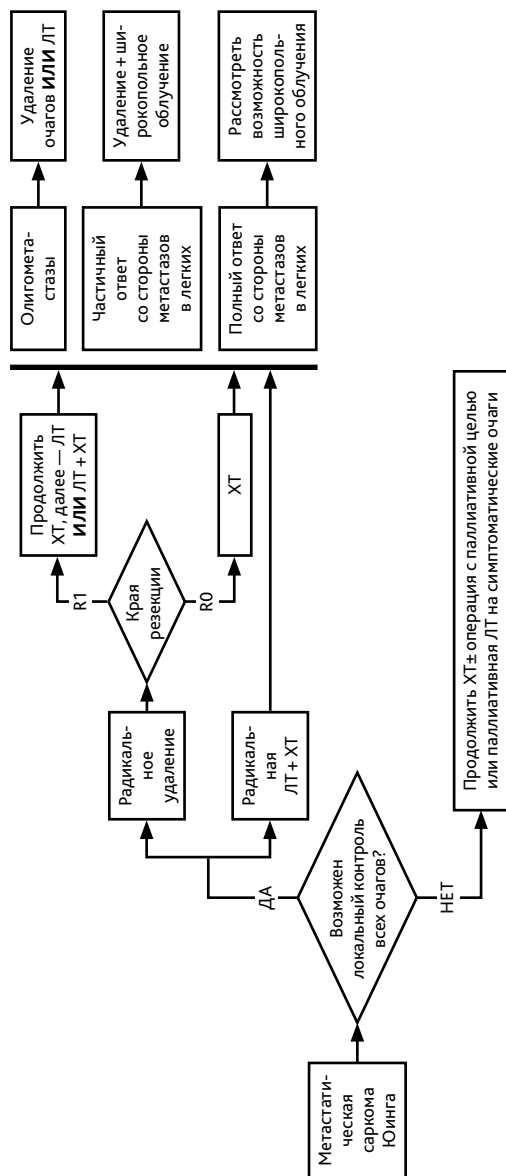 Метастати-
ческая
саркома
Юинга
Возможен
локальный контроль
всех очагов?
ДА
НЕТ
Радикаль-
ное
удаление
Радикаль-
ная
ЛТ + ХТ
Края
резекции
R1
R0
Продолжить
ХТ, далее — ЛТ
ИЛИ ЛТ + ХТ
ХТ
Олигомета-
стазы
Удаление
очагов ИЛИ ЛТ
Частичный
ответ
со стороны
метастазов
в легких
Удаление + ши-
рокопольное
облучение
Полный ответ
со стороны
метастазов
в легких
Рассмотреть
возможность
широкополь-
ного облучения
Продолжить ХТ± операция с паллиативной целью
или паллиативная ЛТ на симптоматические очаги